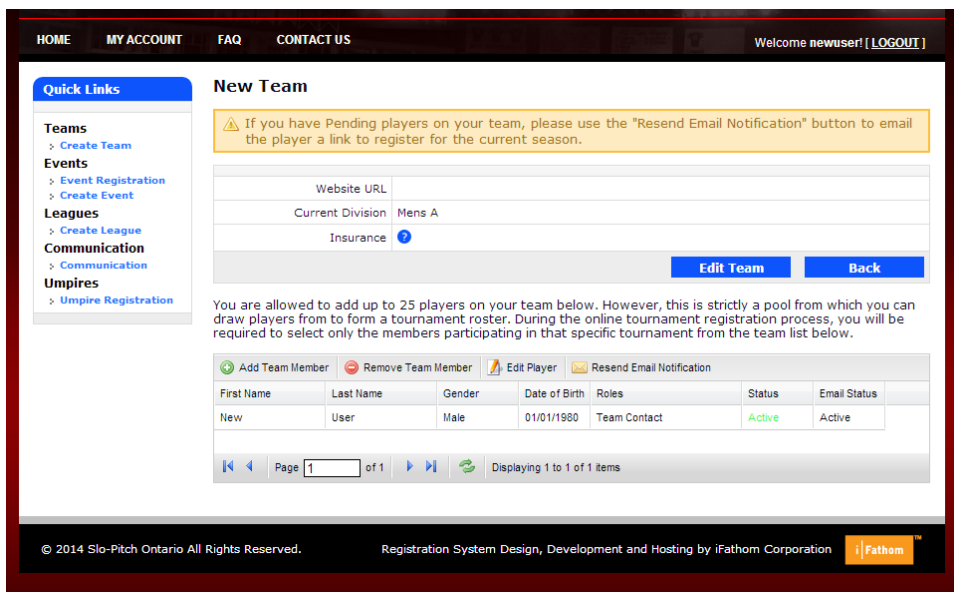 HOME MY ACCOUNT FAQ CONTACT US Welcome newuser! [ LOGOUT ]
Quick Links
Teams
Create Team
Events
Event Registration
Create Event
Leagues
Create League
Communication
Communication
Umpires
Umpire Registration
New Team
If you have Pending players on your team, please use the "Resend Email Notification" button to email
the player a link to register for the current season.
Website URL
Current Division Mens A
Insurance ?
Edit Team Back
You are allowed to add up to 25 players on your team below. However, this is strictly a pool from which you can
draw players from to form a tournament roster. During the online tournament registration process, you will be
required to select only the members participating in that specific tournament from the team list below.
Add Team Member Remove Team Member Edit Player Resend Email Notification
First Name Last Name Gender Date of Birth Roles Status Email Status
New User Male 01/01/1980 Team Contact Active Active
Page 1 of 1 Displaying 1 to 1 of 1 items
© 2014 Slo-Pitch Ontario All Rights Reserved. Registration System Design, Development and Hosting by iFathom Corporation i|Fathom TM